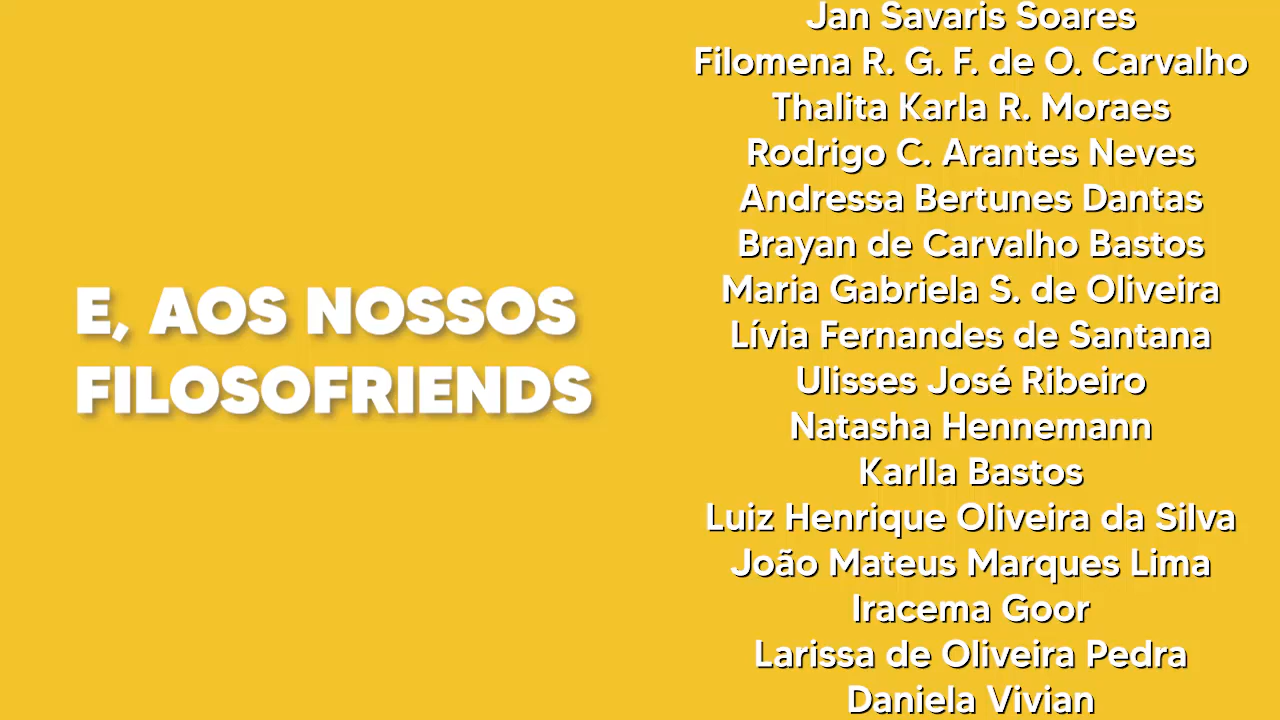 E, AOS NOSSOS
FILOSOFRIENDS
Jan Savaris Soares
Filomena R. G. F. de O. Carvalho
Thalita Karla R. Moraes
Rodrigo C. Arantes Neves
Andressa Bertunes Dantas
Brayan de Carvalho Bastos
Maria Gabriela S. de Oliveira
Lívia Fernandes de Santana
Ulisses José Ribeiro
Natasha Hennemann
Karlla Bastos
Luiz Henrique Oliveira da Silva
João Mateus Marques Lima
Iracema Goor
Larissa de Oliveira Pedra
Daniela Vivian